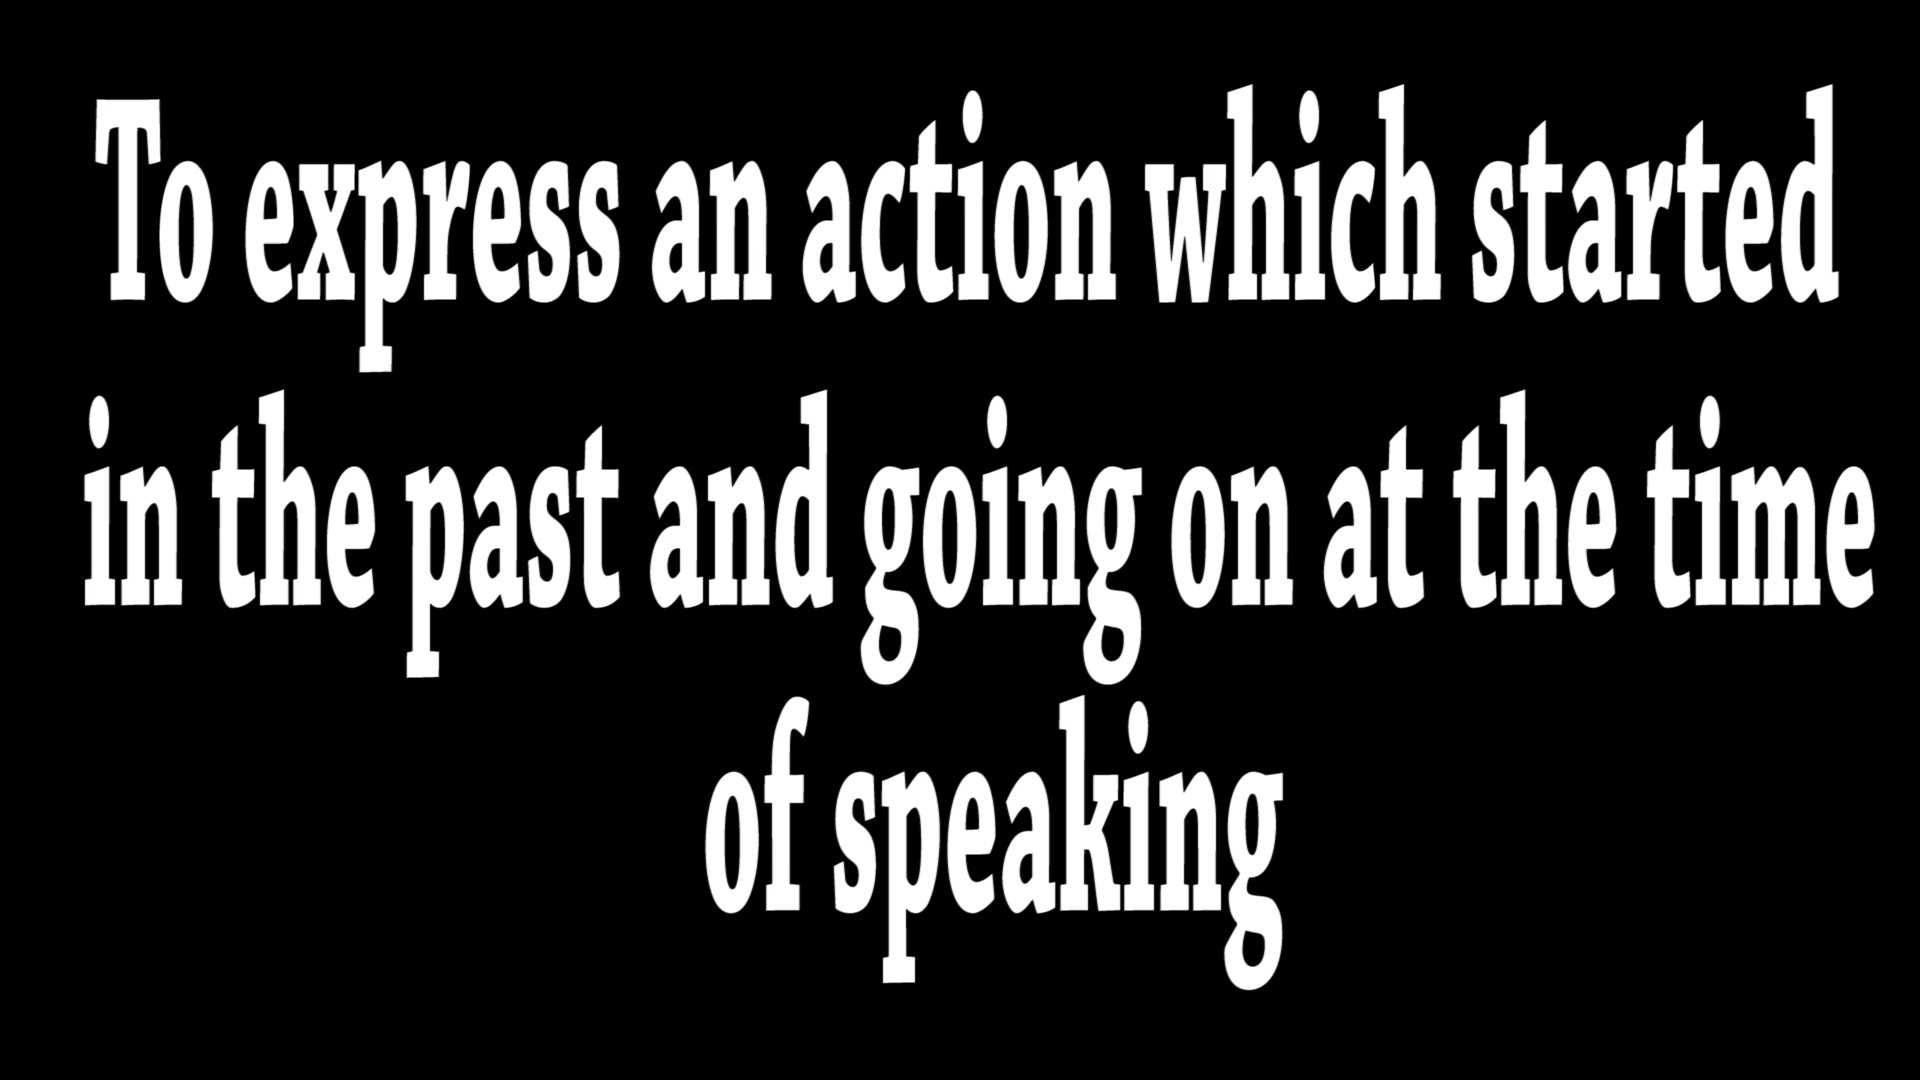 To express an action which started
in the past and going on at the time
of speaking